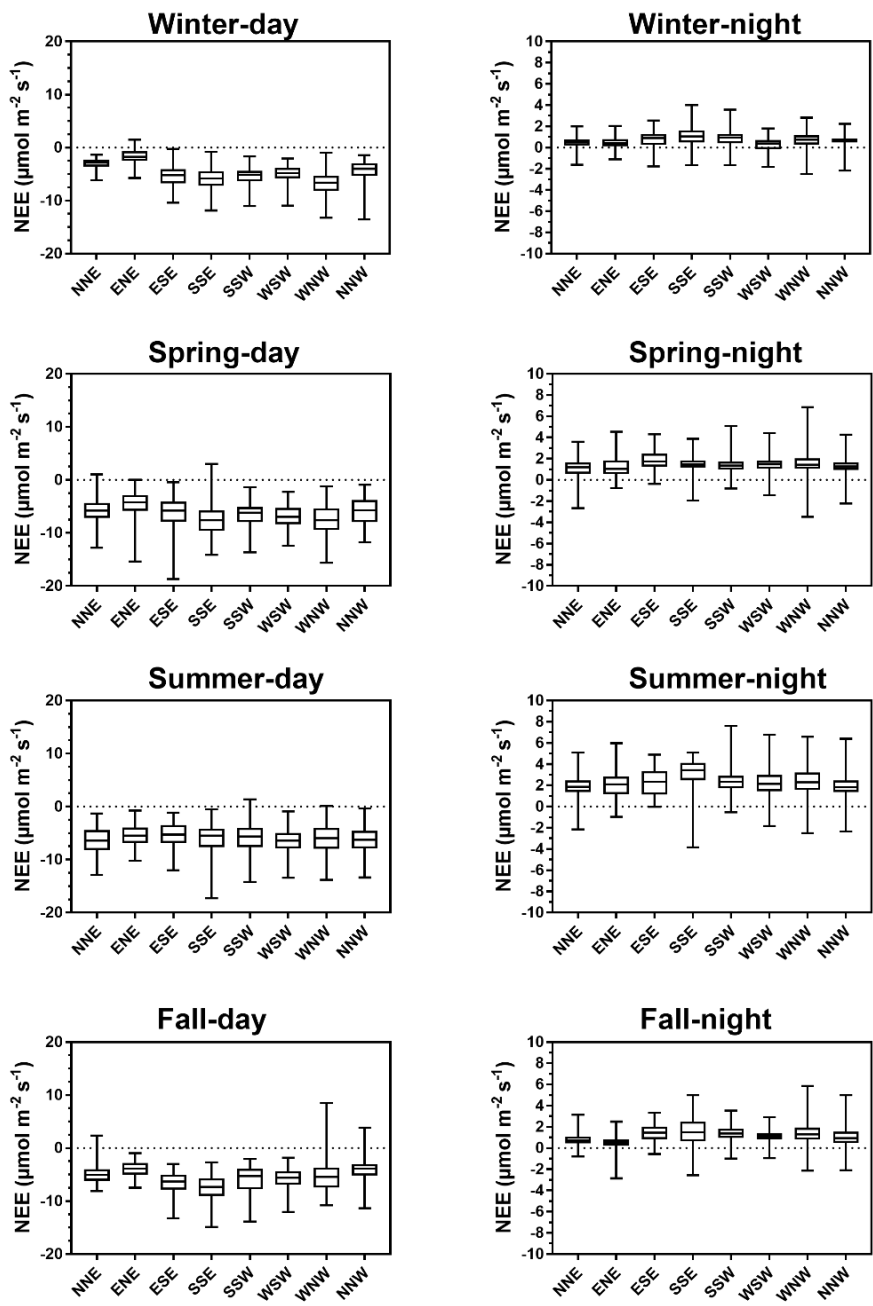 Winter-day
NEE (µmol m-2 s-1)
20
10
0
-10
-20
NNE ENE ESE SSE SSW WSW WNW NNW
Winter-night
NEE (µmol m-2 s-1)
10
8
6
4
2
0
-2
-4
-6
-8
-10
NNE ENE ESE SSE SSW WSW WNW NNW
Spring-day
NEE (µmol m-2 s-1)
20
10
0
-10
-20
NNE ENE ESE SSE SSW WSW WNW NNW
Spring-night
NEE (µmol m-2 s-1)
10
8
6
4
2
0
-2
-4
-6
-8
-10
NNE ENE ESE SSE SSW WSW WNW NNW
Summer-day
NEE (µmol m-2 s-1)
20
10
0
-10
-20
NNE ENE ESE SSE SSW WSW WNW NNW
Summer-night
NEE (µmol m-2 s-1)
10
8
6
4
2
0
-2
-4
-6
-8
-10
NNE ENE ESE SSE SSW WSW WNW NNW
Fall-day
NEE (µmol m-2 s-1)
20
10
0
-10
-20
NNE ENE ESE SSE SSW WSW WNW NNW
Fall-night
NEE (µmol m-2 s-1)
10
8
6
4
2
0
-2
-4
-6
-8
-10
NNE ENE ESE SSE SSW WSW WNW NNW